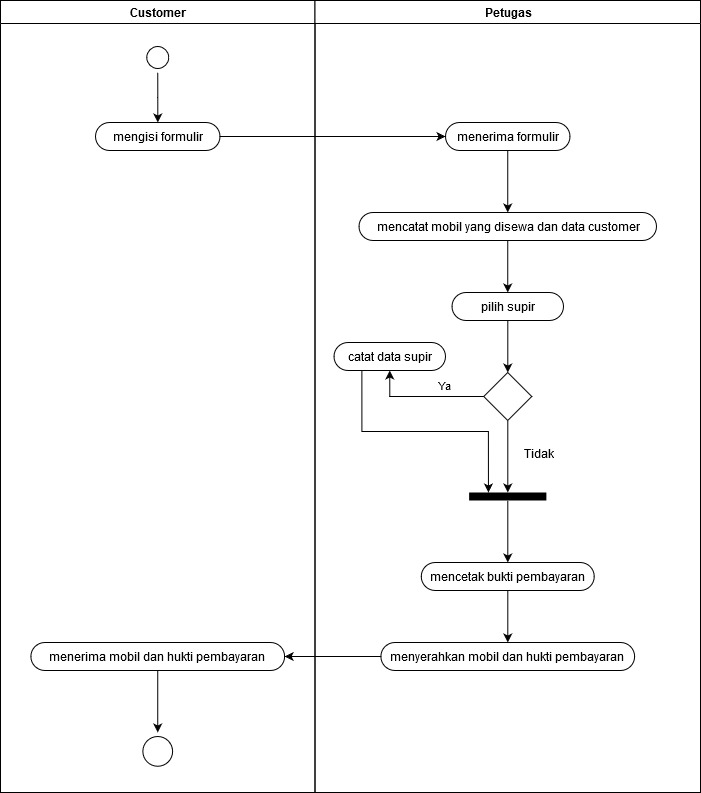 Customer
Petugas
mengisi formulir
menerima formulir
mencatat mobil yang disewa dan data customer
pilih supir
catat data supir
Ya
Tidak
mencetak bukti pembayaran
menerima mobil dan hukti pembayaran
menyerahkan mobil dan hukti pembayaran